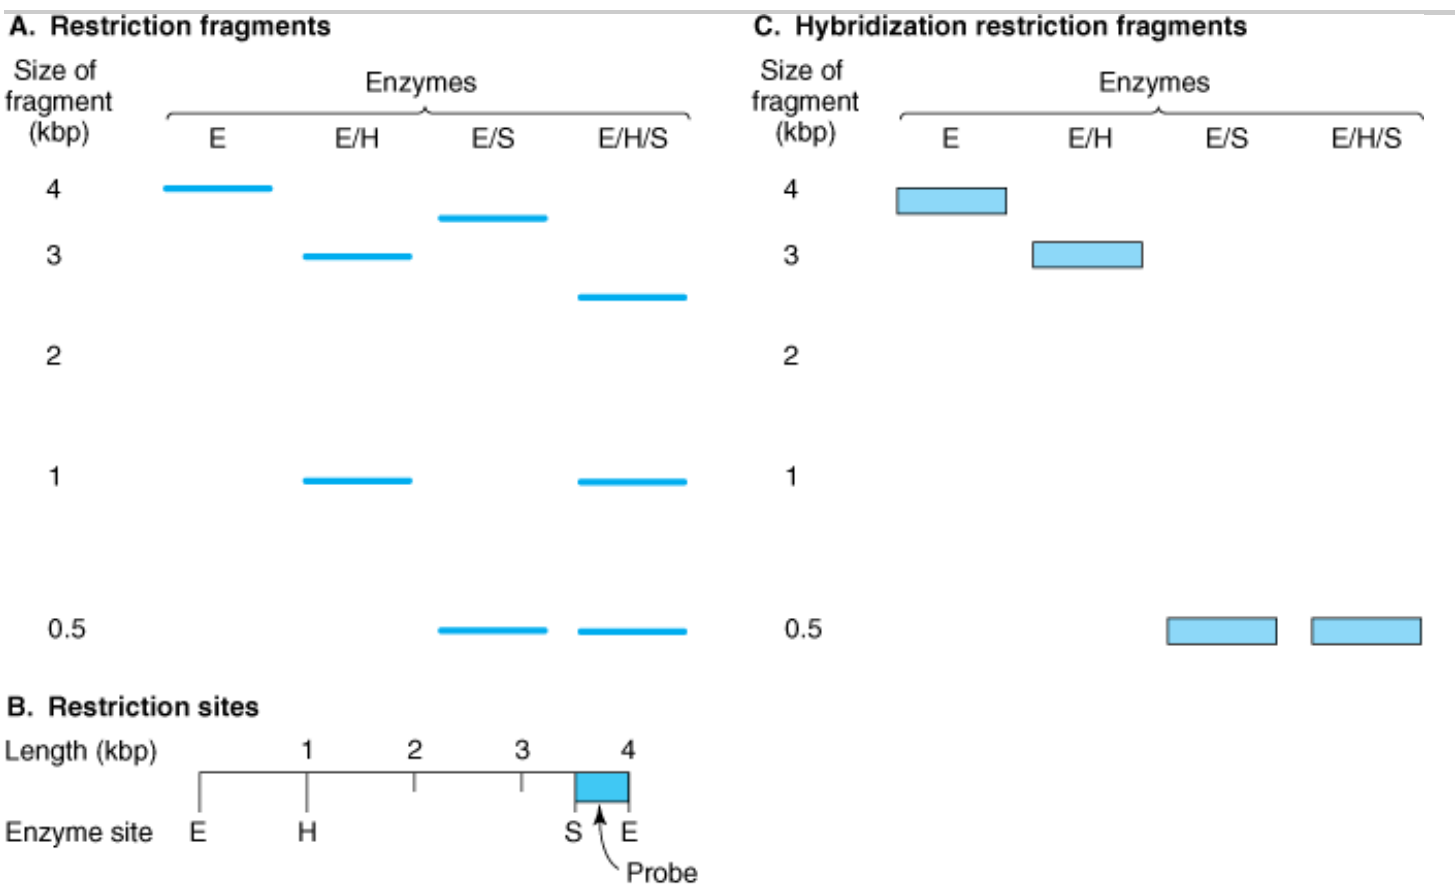 A. Restriction fragments
Size of
fragment
(kbp)
Enzymes
E E/H E/S E/H/S
4
3
2
1
0.5
B. Restriction sites
Length (kbp) 1 2 3 4
Enzyme site E H S E
Probe
C. Hybridization restriction fragments
Size of
fragment
(kbp)
Enzymes
E E/H E/S E/H/S
4
3
2
1
0.5